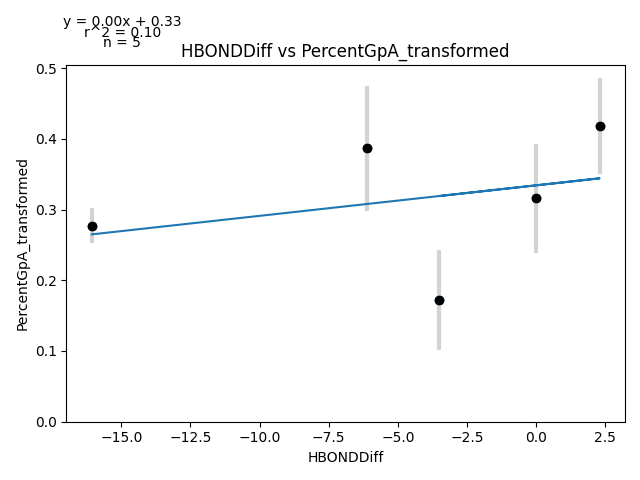 y = 0.00x + 0.33
r^2 = 0.10
n = 5
HBONDDiff vs PercentGpA_transformed
0.5
0.4
0.3
0.2
0.1
0.0
PercentGpA_transformed
−15.0
−12.5
−10.0
−7.5
−5.0
−2.5
0.0
2.5
HBONDDiff